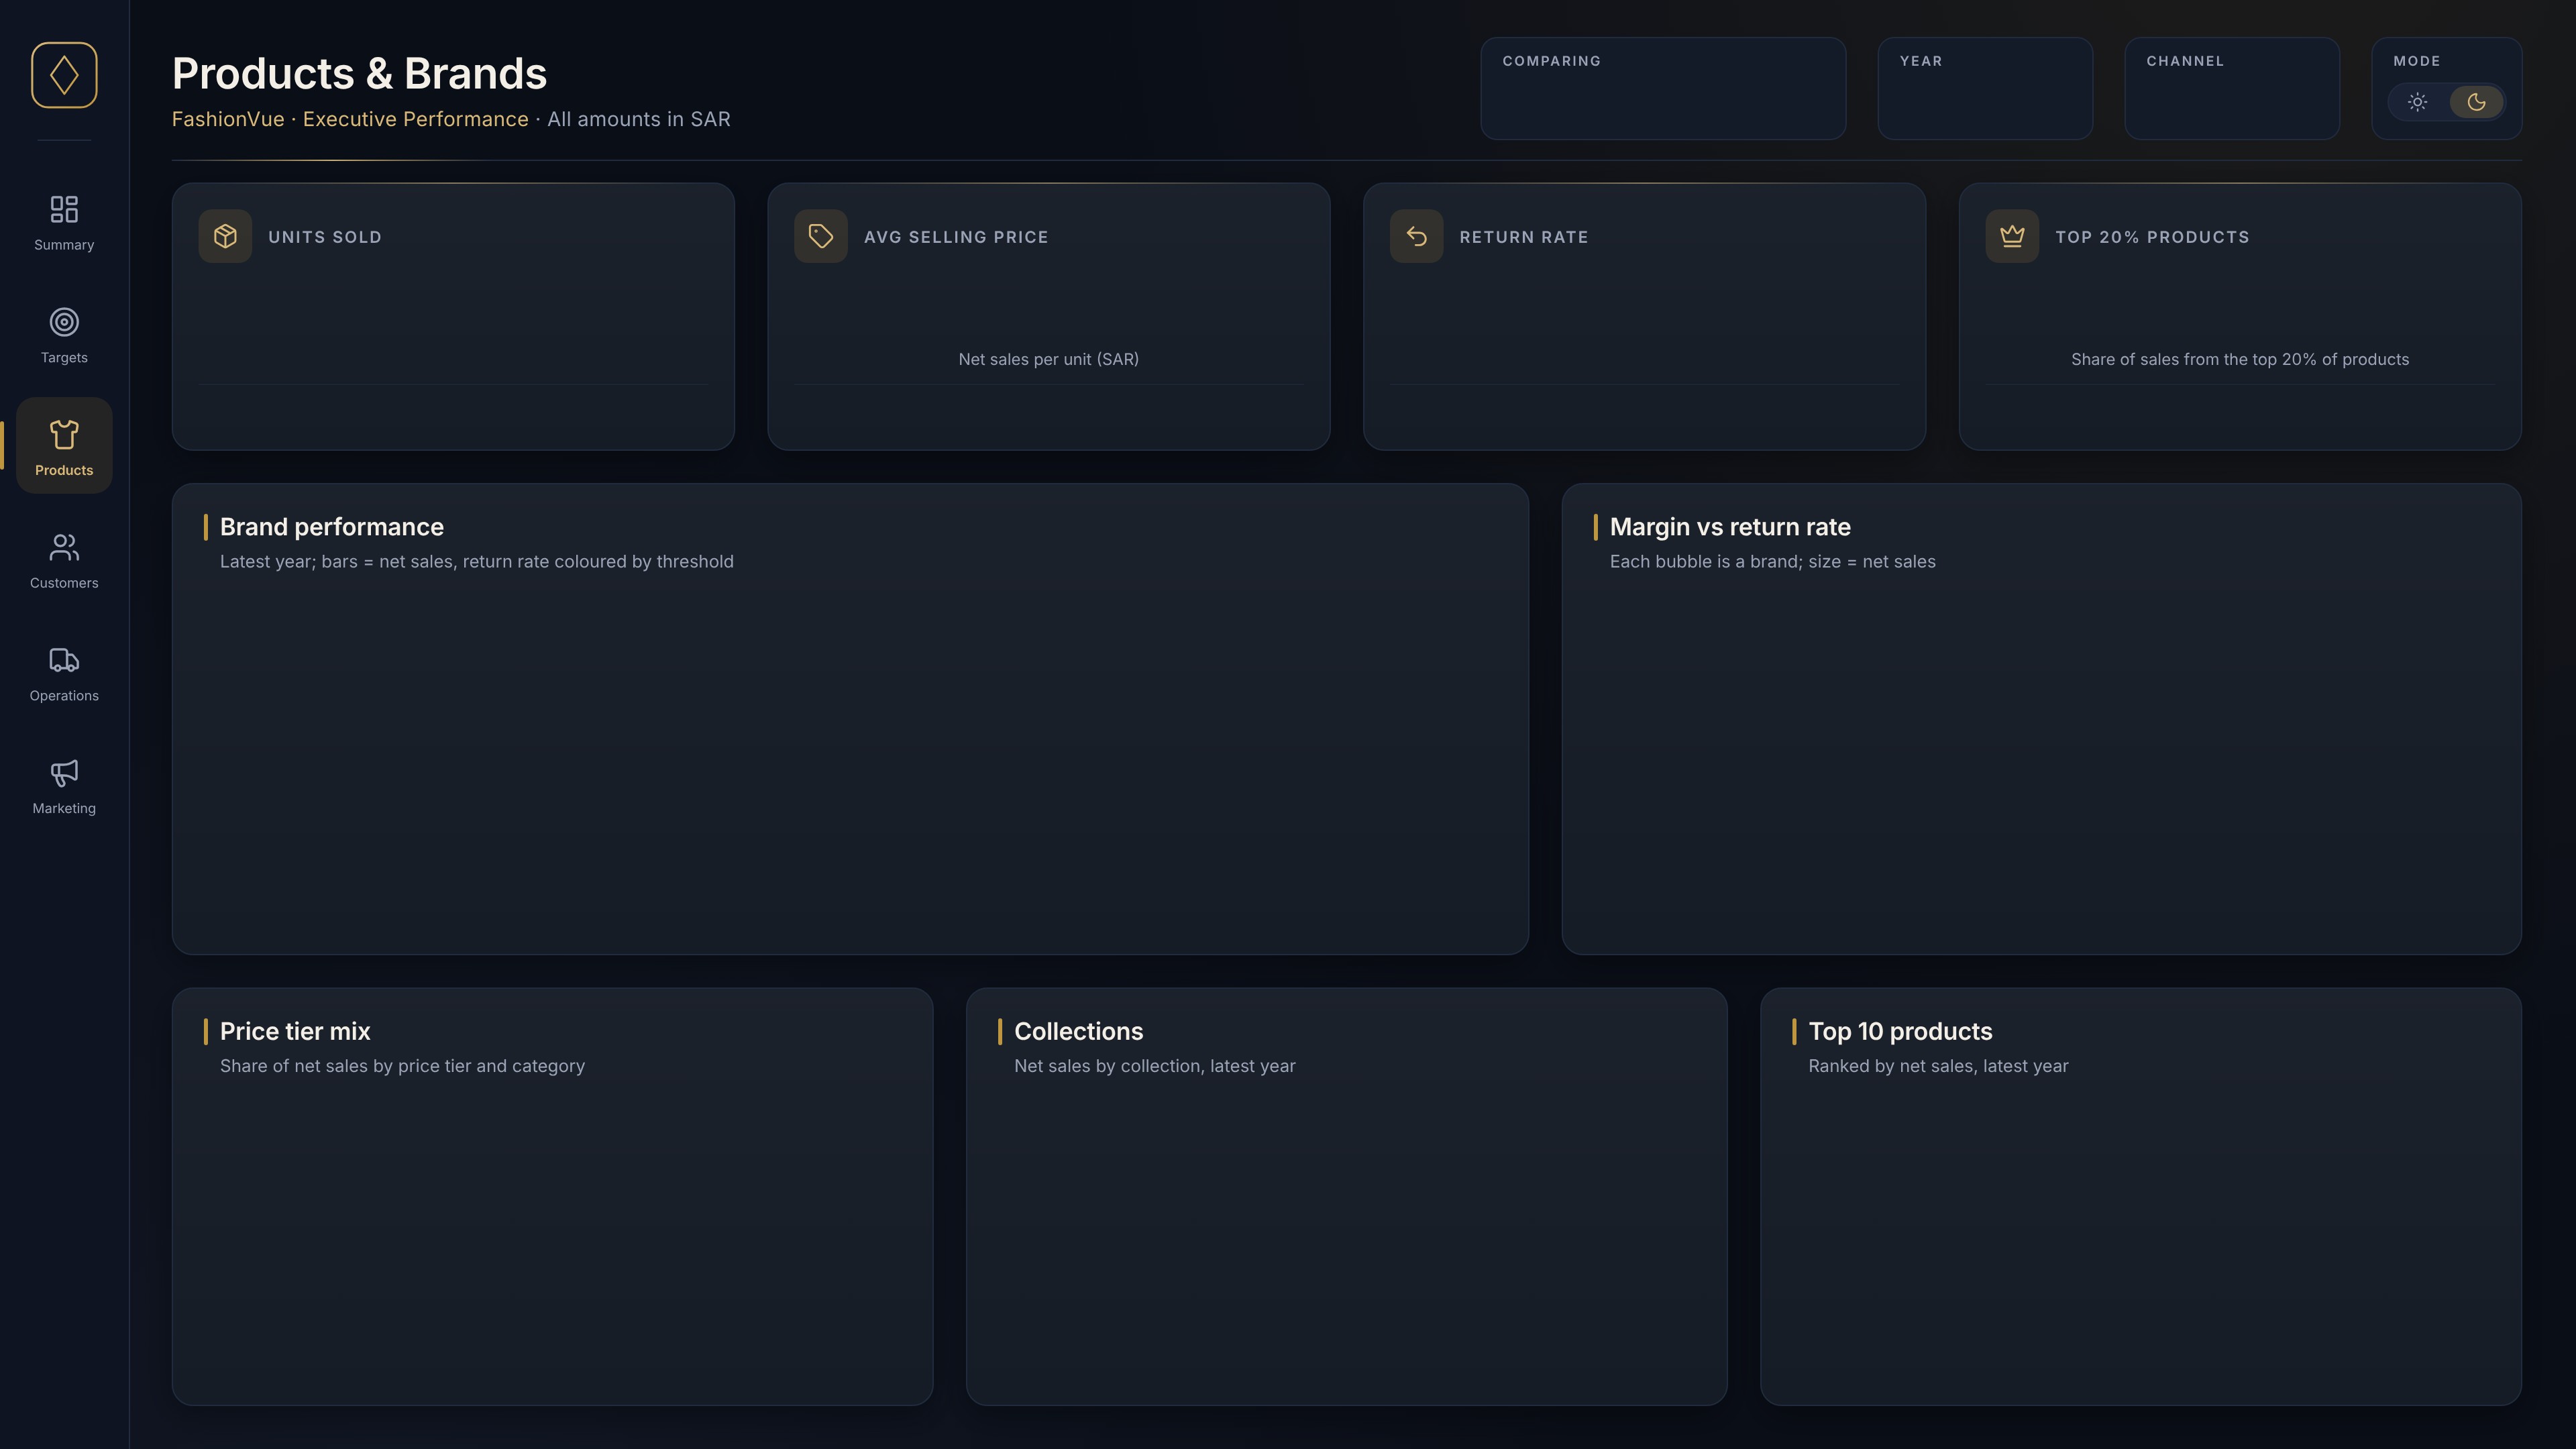 Products & Brands
FashionVue · Executive Performance · All amounts in SAR
COMPARING
YEAR
CHANNEL
MODE
Summary
Targets
Products
Customers
Operations
Marketing
UNITS SOLD
AVG SELLING PRICE
Net sales per unit (SAR)
RETURN RATE
TOP 20% PRODUCTS
Share of sales from the top 20% of products
Brand performance
Latest year; bars = net sales, return rate coloured by threshold
Margin vs return rate
Each bubble is a brand; size = net sales
Price tier mix
Share of net sales by price tier and category
Collections
Net sales by collection, latest year
Top 10 products
Ranked by net sales, latest year